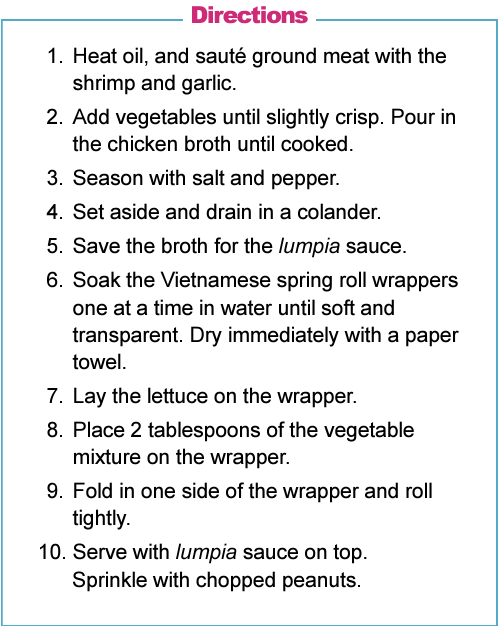 Directions
1. Heat oil, and sauté ground meat with the
shrimp and garlic.
2. Add vegetables until slightly crisp. Pour in
the chicken broth until cooked.
3. Season with salt and pepper.
4. Set aside and drain in a colander.
5. Save the broth for the lumpia sauce.
6. Soak the Vietnamese spring roll wrappers
one at a time in water until soft and
transparent. Dry immediately with a paper
towel.
7. Lay the lettuce on the wrapper.
8. Place 2 tablespoons of the vegetable
mixture on the wrapper.
9. Fold in one side of the wrapper and roll
tightly.
10. Serve with lumpia sauce on top.
Sprinkle with chopped peanuts.